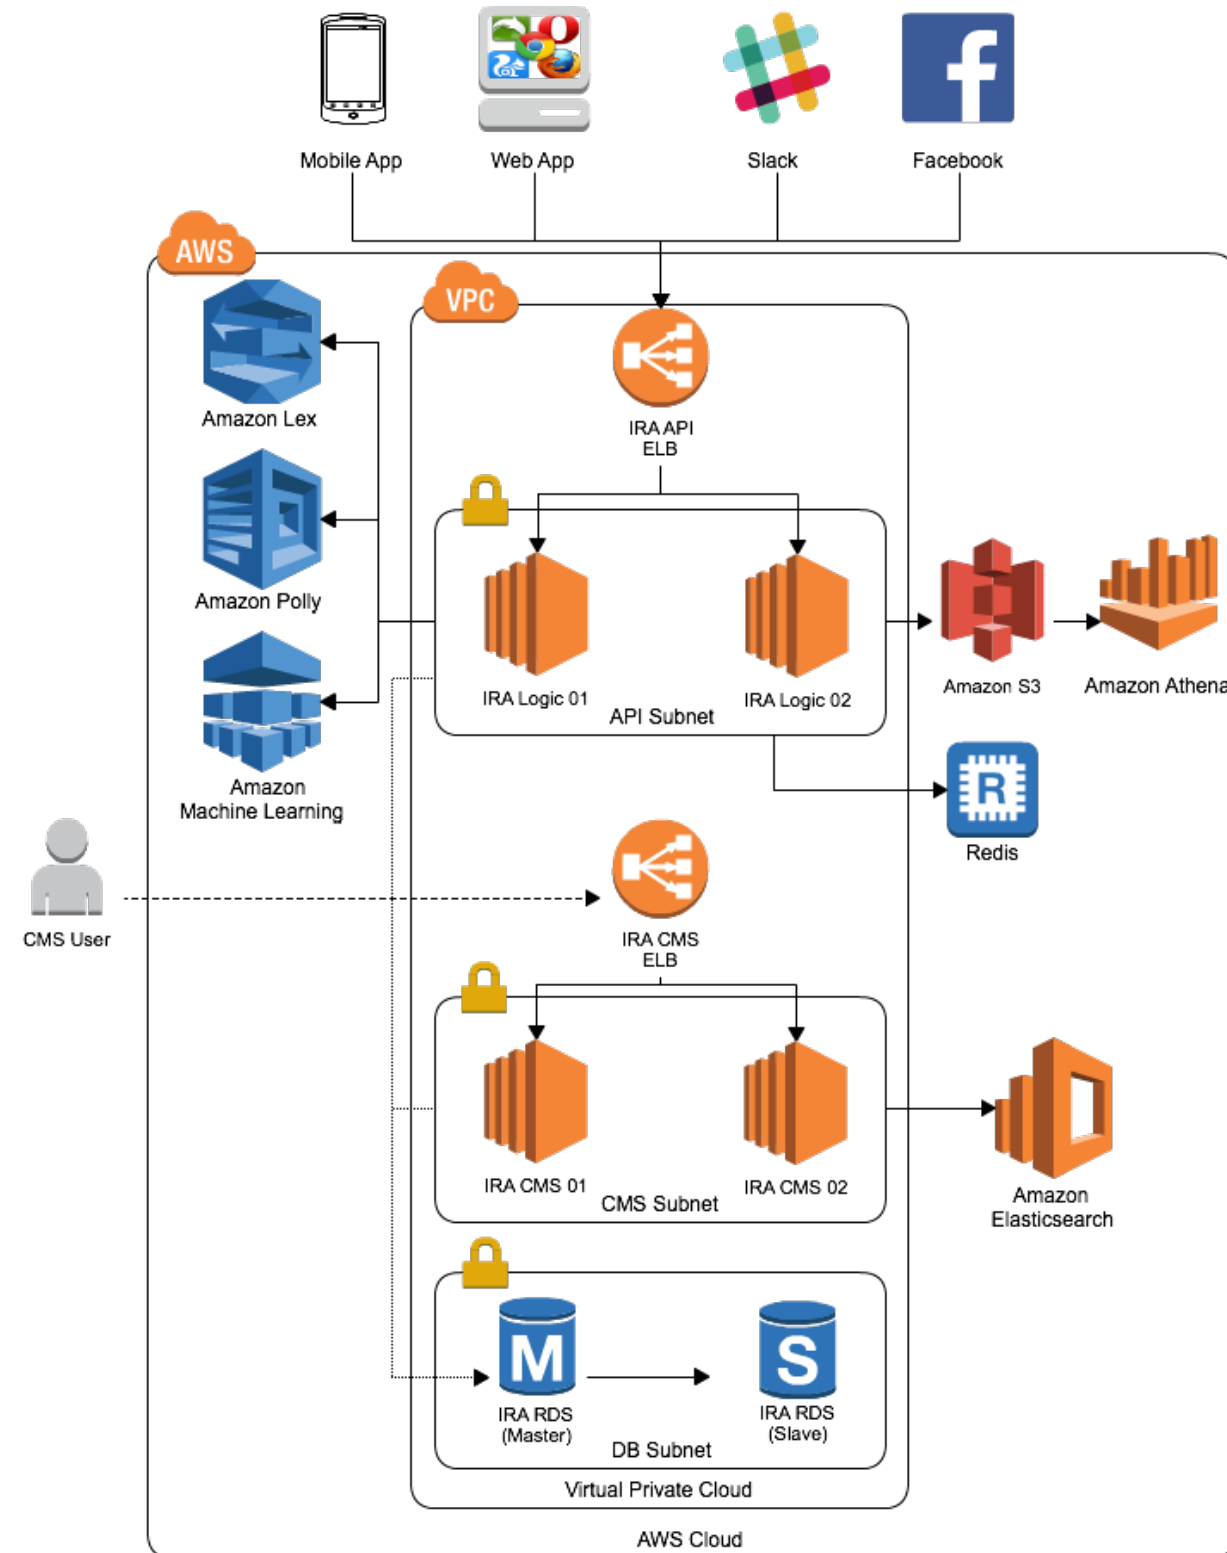 Mobile App
Web App
Slack
Facebook
AWS
VPC
Amazon Lex
IRA API
ELB
Amazon Polly
IRA Logic 01
IRA Logic 02
API Subnet
Amazon S3
Amazon Athena
Amazon
Machine Learning
R
Redis
CMS User
IRA CMS
ELB
IRA CMS 01
IRA CMS 02
CMS Subnet
Amazon
Elasticsearch
M
S
IRA RDS
(Master)
IRA RDS
(Slave)
DB Subnet
Virtual Private Cloud
AWS Cloud